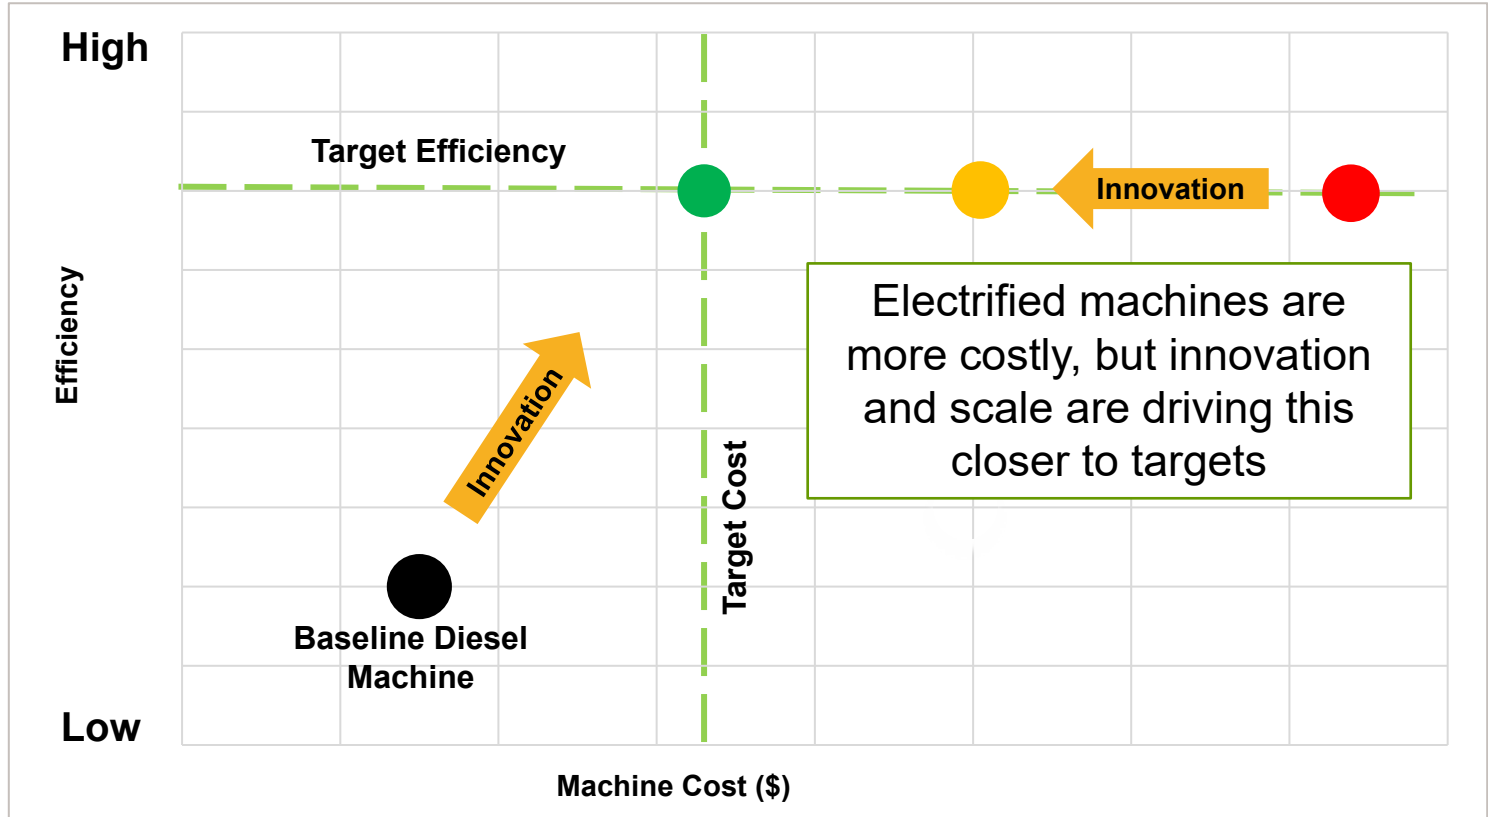 High
Target Efficiency
Innovation
Efficiency
Electrified machines are
more costly, but innovation
and scale are driving this
closer to targets
Innovation
Target Cost
Baseline Diesel
Machine
Low
Machine Cost ($)